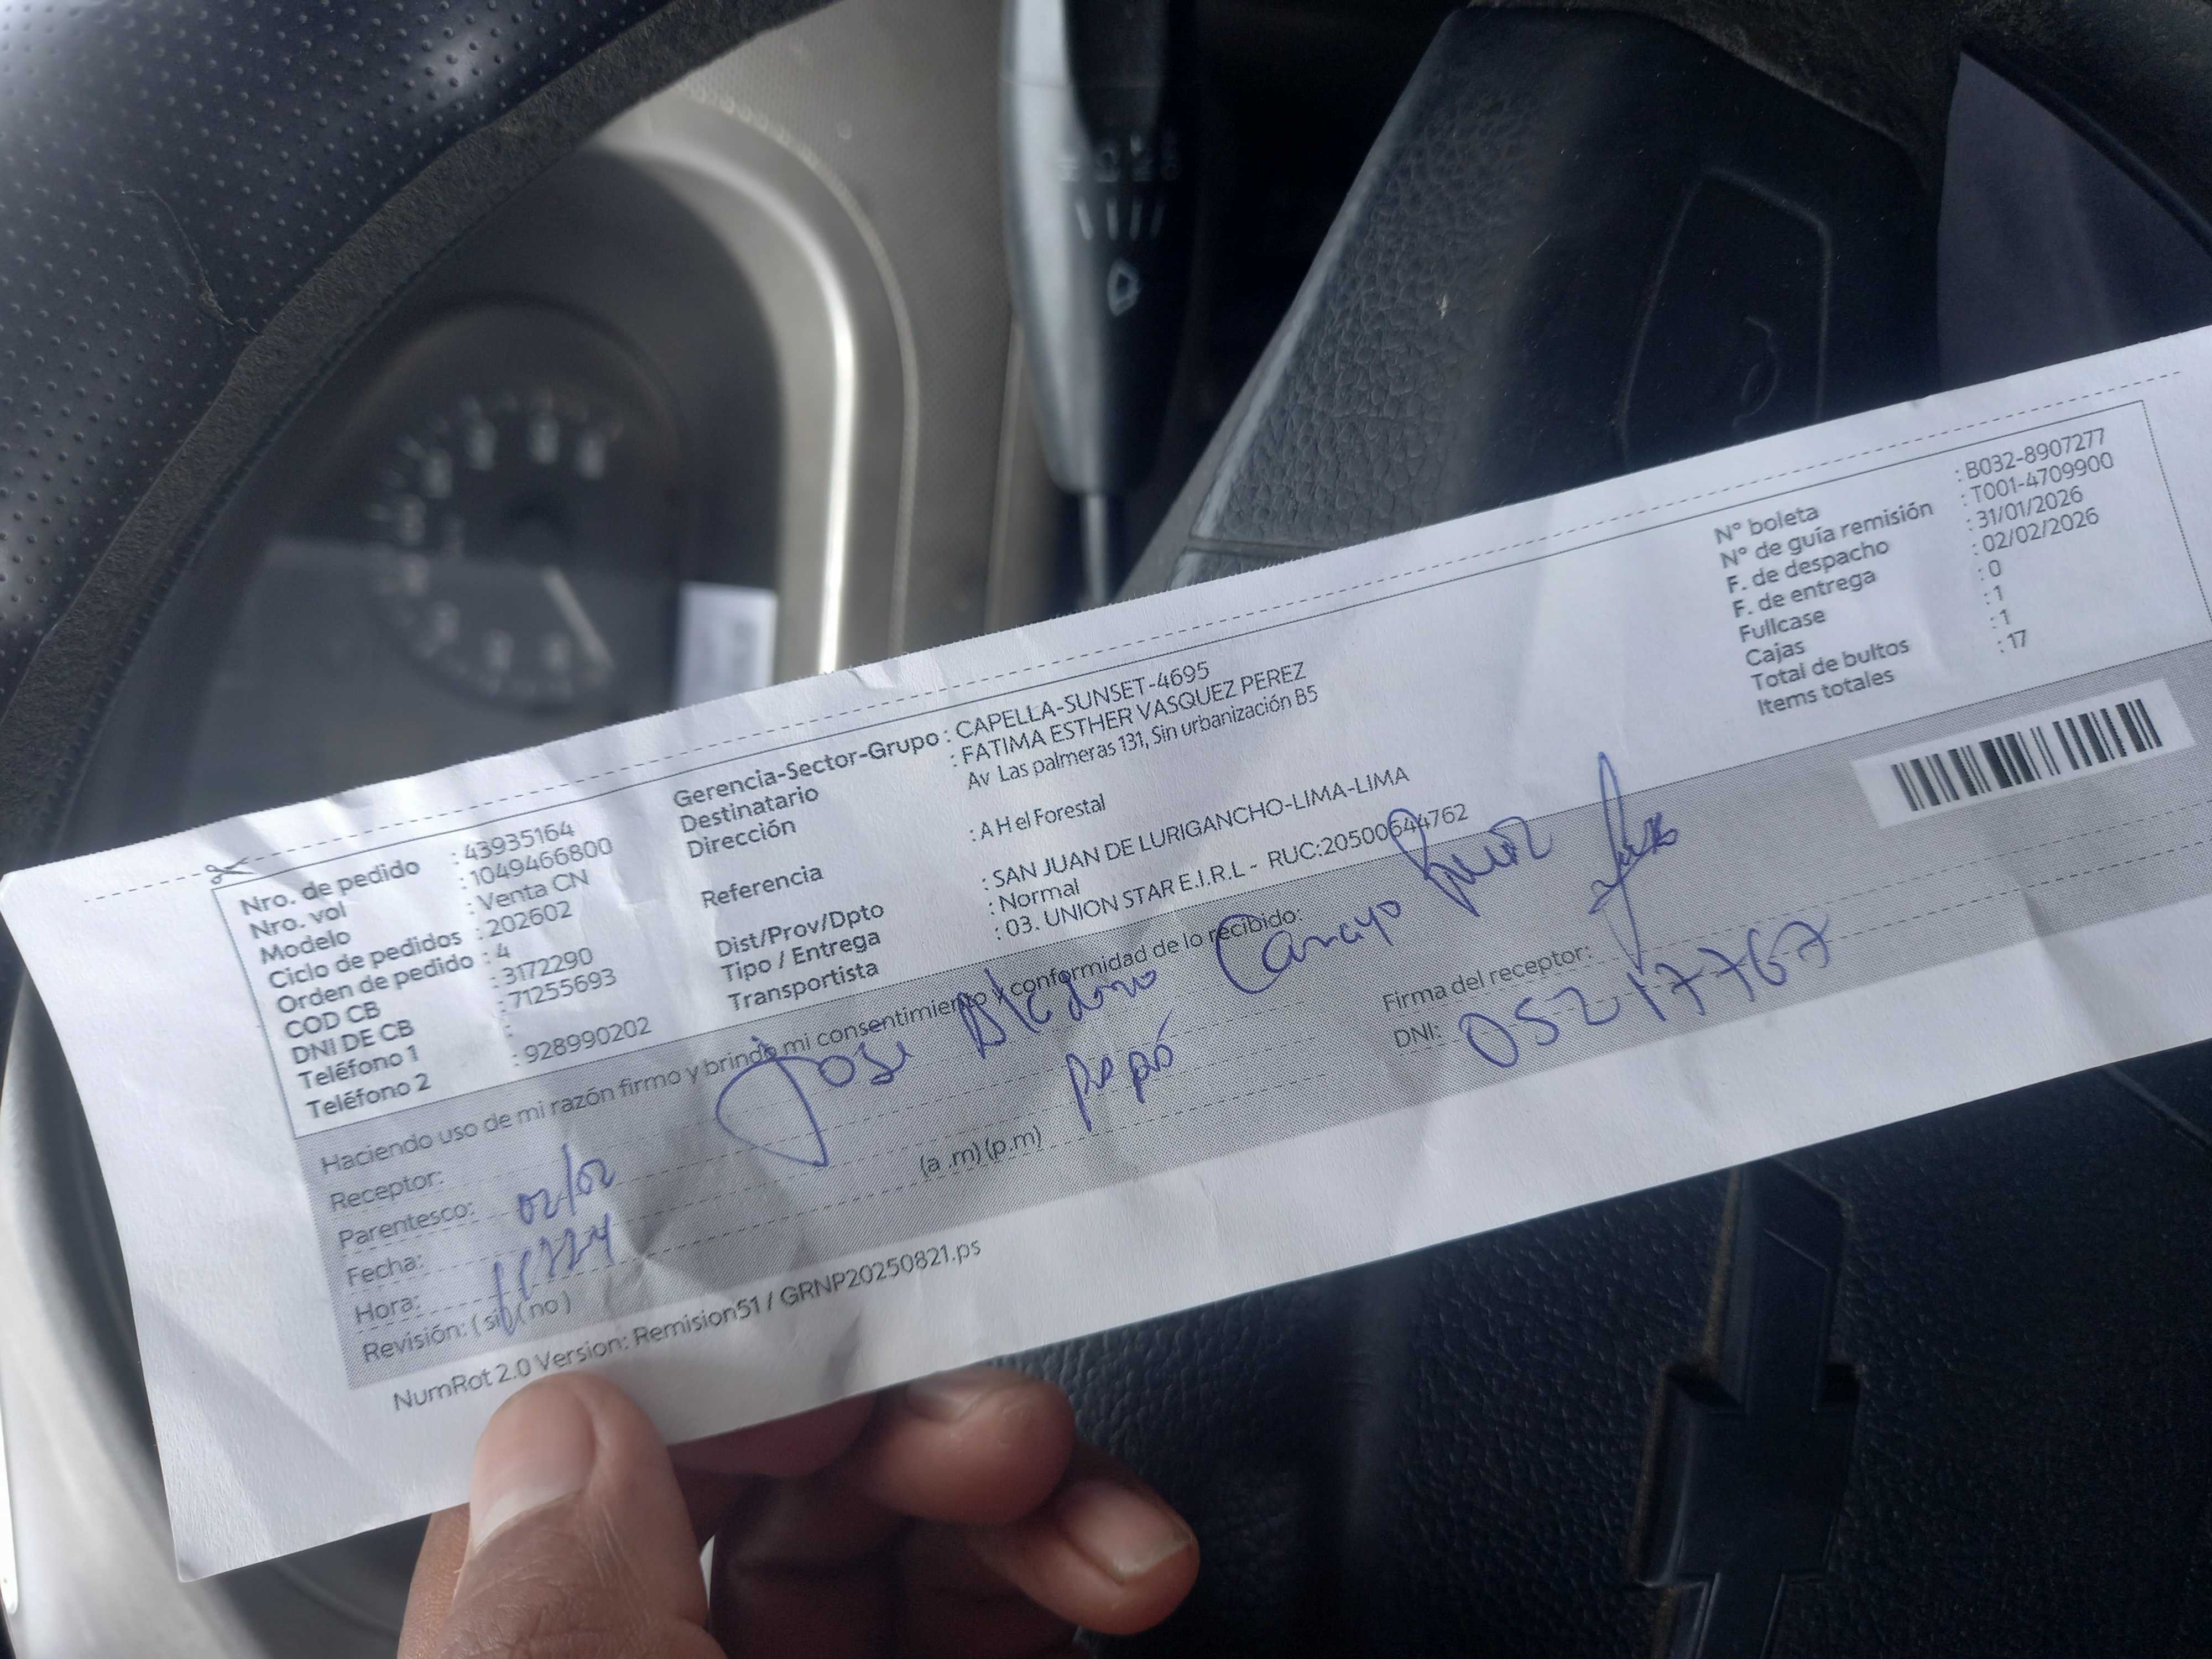 Nro. de pedido : 43935164
Nro. vol : 1049466800
Modelo : Venta CN
Ciclo de pedidos : 202602
Orden de pedido : 4
COD CB : 3172290
DNI DE CB : 71255693
Teléfono 1 :
Teléfono 2 : 928990202
Gerencia-Sector-Grupo : CAPELLA-SUNSET-4695
Destinatario : FATIMA ESTHER VASQUEZ PEREZ
Dirección Av Las palmeras 131, Sin urbanización B5
Referencia : A H el Forestal
Dist/Prov/Dpto : SAN JUAN DE LURIGANCHO-LIMA-LIMA
Tipo / Entrega : Normal
Transportista : 03. UNION STAR E.I.R.L - RUC:20500644762
N° boleta : B032-8907277
N° de guía remisión : T001-4709900
F. de despacho : 31/01/2026
F. de entrega : 02/02/2026
Fullcase : 0
Cajas : 1
Total de bultos : 1
Items totales : 17
Haciendo uso de mi razón firmo y brindo mi consentimiento y conformidad de lo recibido:
Receptor: Jose
Parentesco: papá
Fecha: 02/02
Hora: (a .m) (p.m)
Revisión: ( si ) ( no )
Firma del receptor:
DNI: 05217767
NumRot 2.0 Version: Remision51 / GRNP20250821.ps